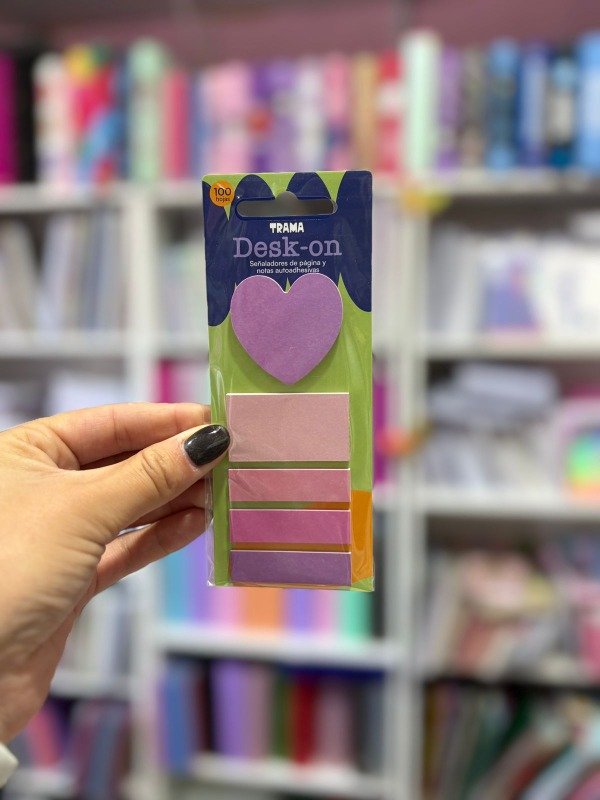 100
hojas
TRAMA
Desk-on
Señaladores de página y
notas autoadhesivas